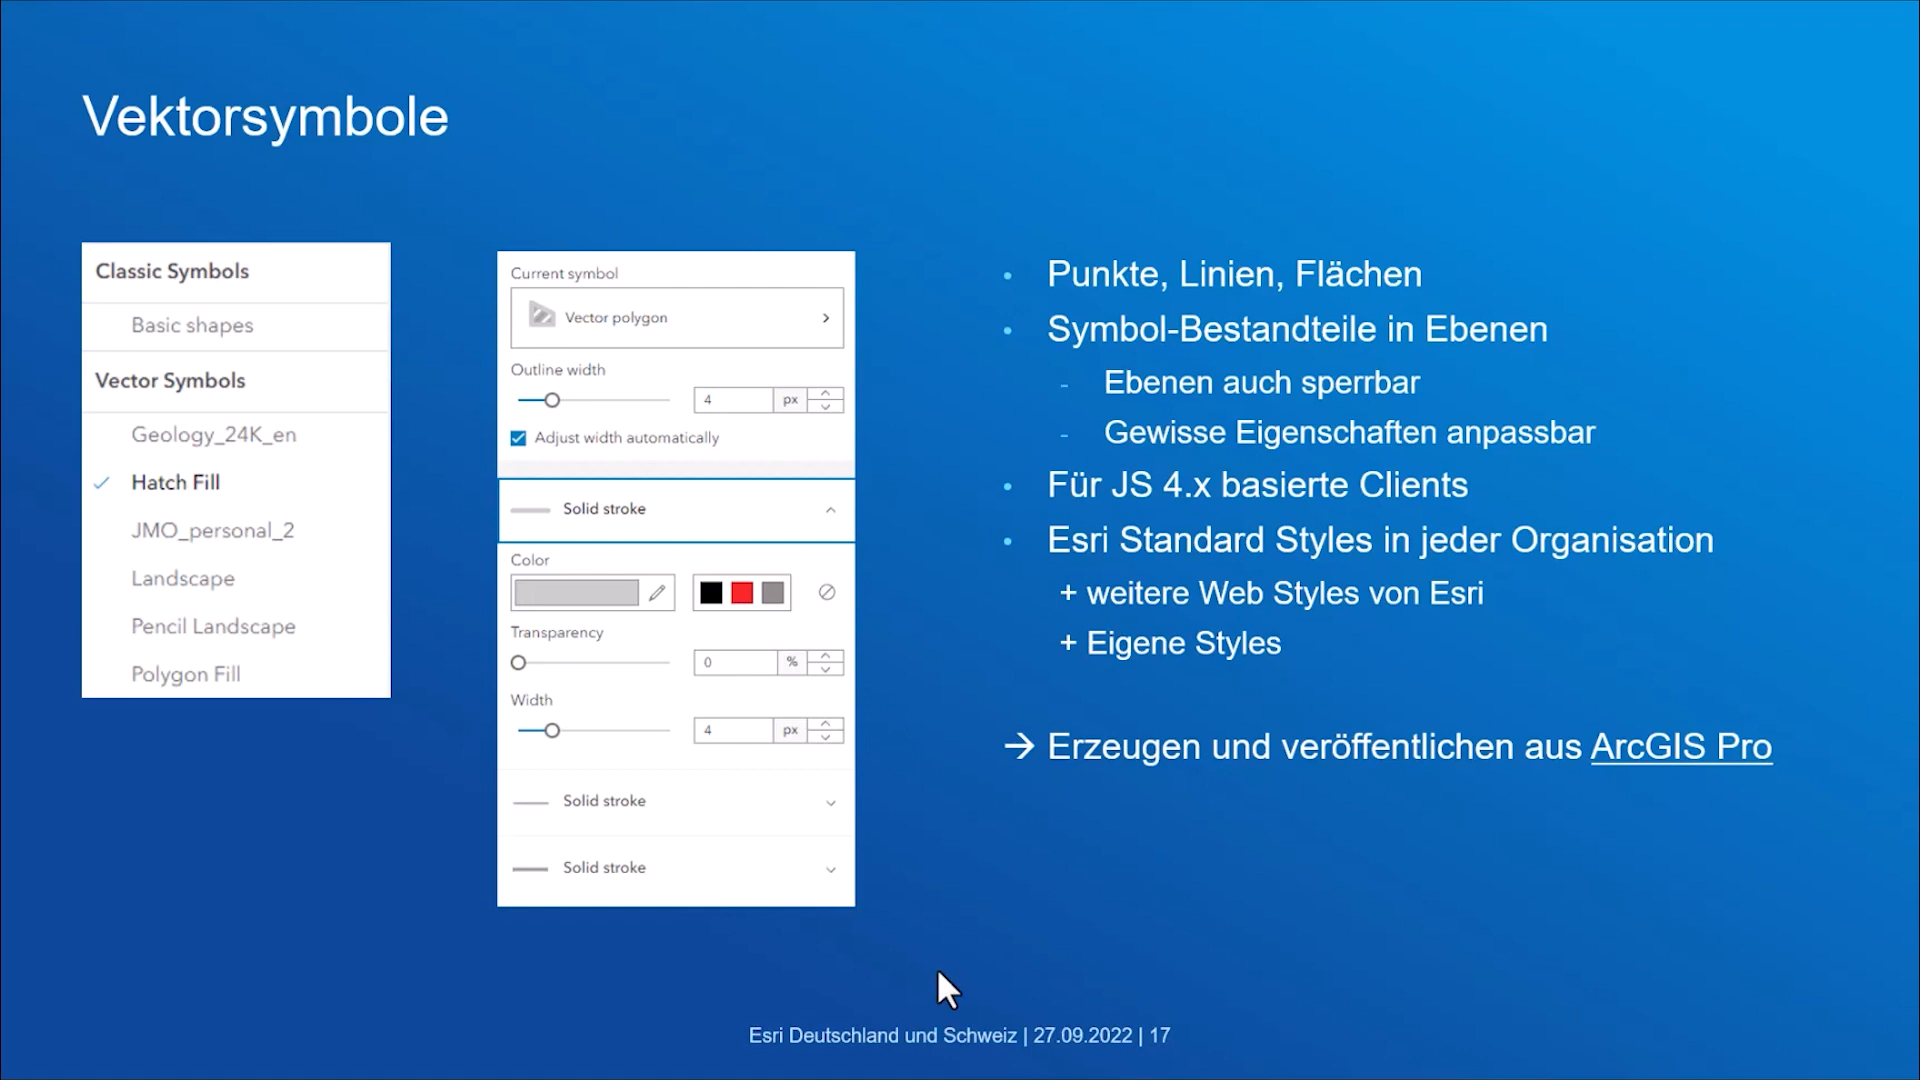 Vektorsymbole
Classic Symbols
Basic shapes
Vector Symbols
Geology_24K_en
Hatch Fill
JMO_personal_2
Landscape
Pencil Landscape
Polygon Fill
Current symbol
Vector polygon
Outline width
4 px
Adjust width automatically
Solid stroke
Color
Transparency
0 %
Width
4 px
Solid stroke
Solid stroke
• Punkte, Linien, Flächen
• Symbol-Bestandteile in Ebenen
- Ebenen auch sperrbar
- Gewisse Eigenschaften anpassbar
• Für JS 4.x basierte Clients
• Esri Standard Styles in jeder Organisation
+ weitere Web Styles von Esri
+ Eigene Styles
→ Erzeugen und veröffentlichen aus ArcGIS Pro
Esri Deutschland und Schweiz | 27.09.2022 | 17